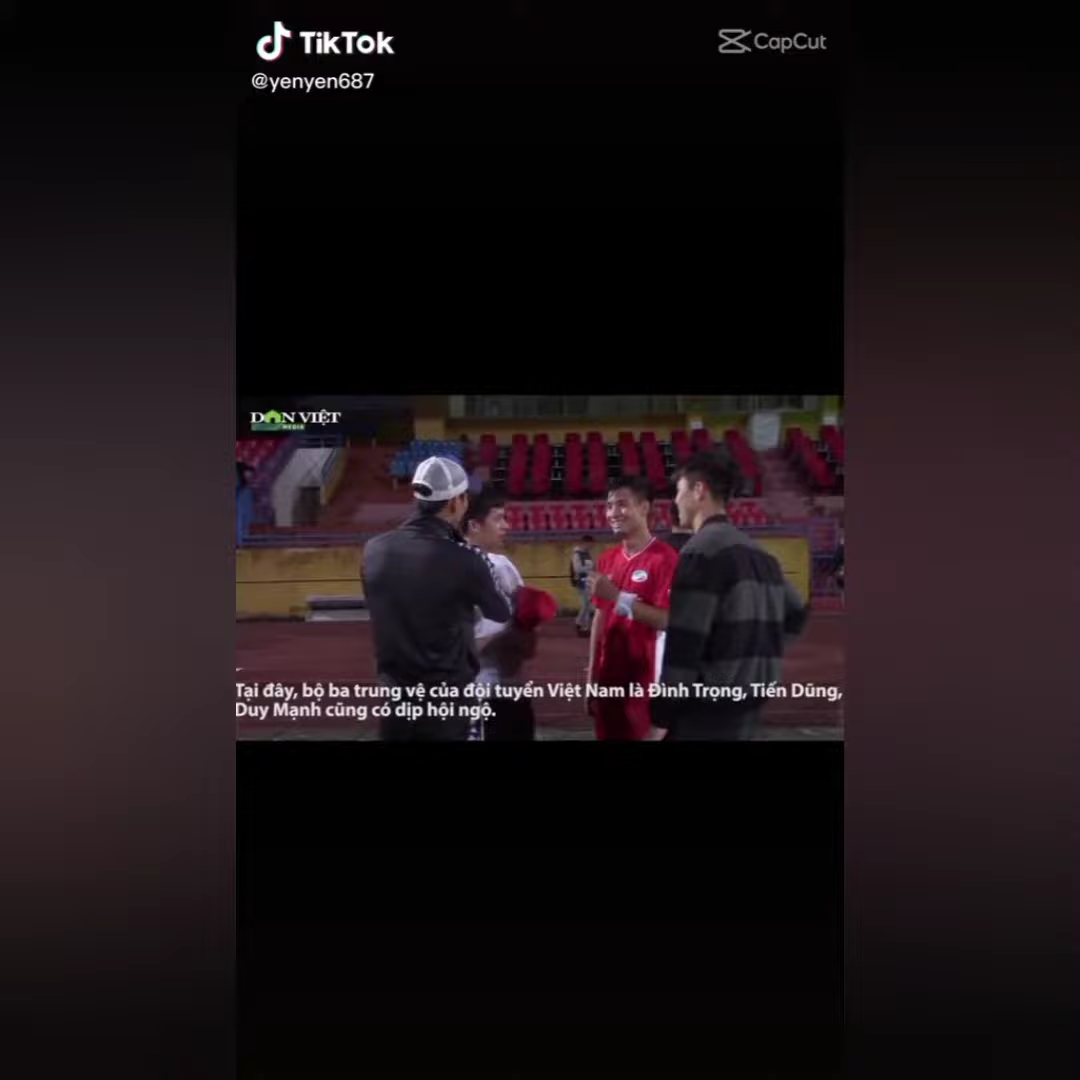 TikTok
CapCut
@yenyen687
DÂN VIỆT
MEDIA
Tại đây, bộ ba trung vệ của đội tuyển Việt Nam là Đình Trọng, Tiến Dũng,
Duy Mạnh cũng có dịp hội ngộ.